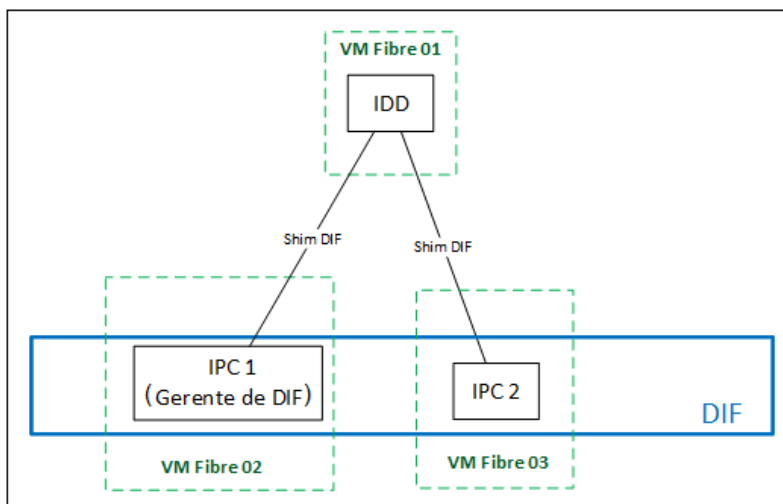 VM Fibre 01
IDD
Shim DIF
Shim DIF
IPC 1
(Gerente de DIF)
IPC 2
DIF
VM Fibre 02
VM Fibre 03